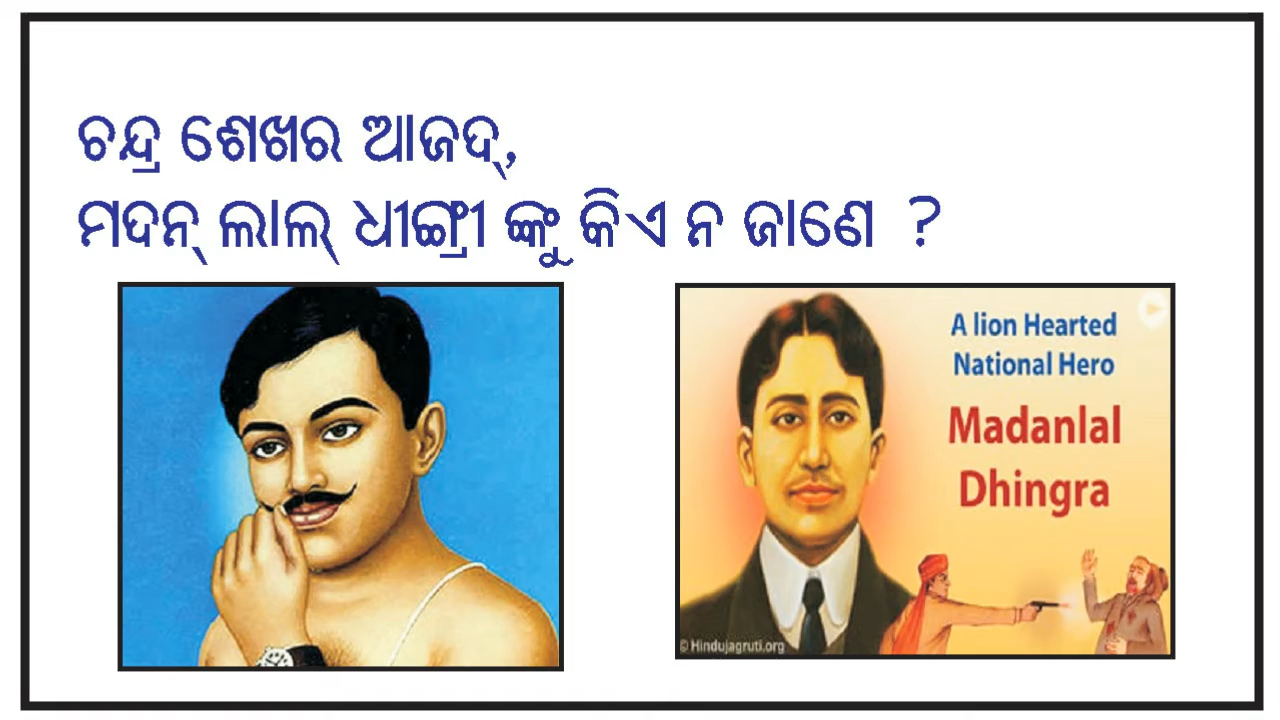 ଚନ୍ଦ୍ର ଶେଖର ଆଜଦ୍,
ମଦନ୍ ଲାଲ୍ ଧୀଙ୍ଗ୍ରୀ ଙ୍କୁ କିଏ ନ ଜାଣେ ?
A lion Hearted
National Hero
Madanlal
Dhingra
© Hindujagruti.org